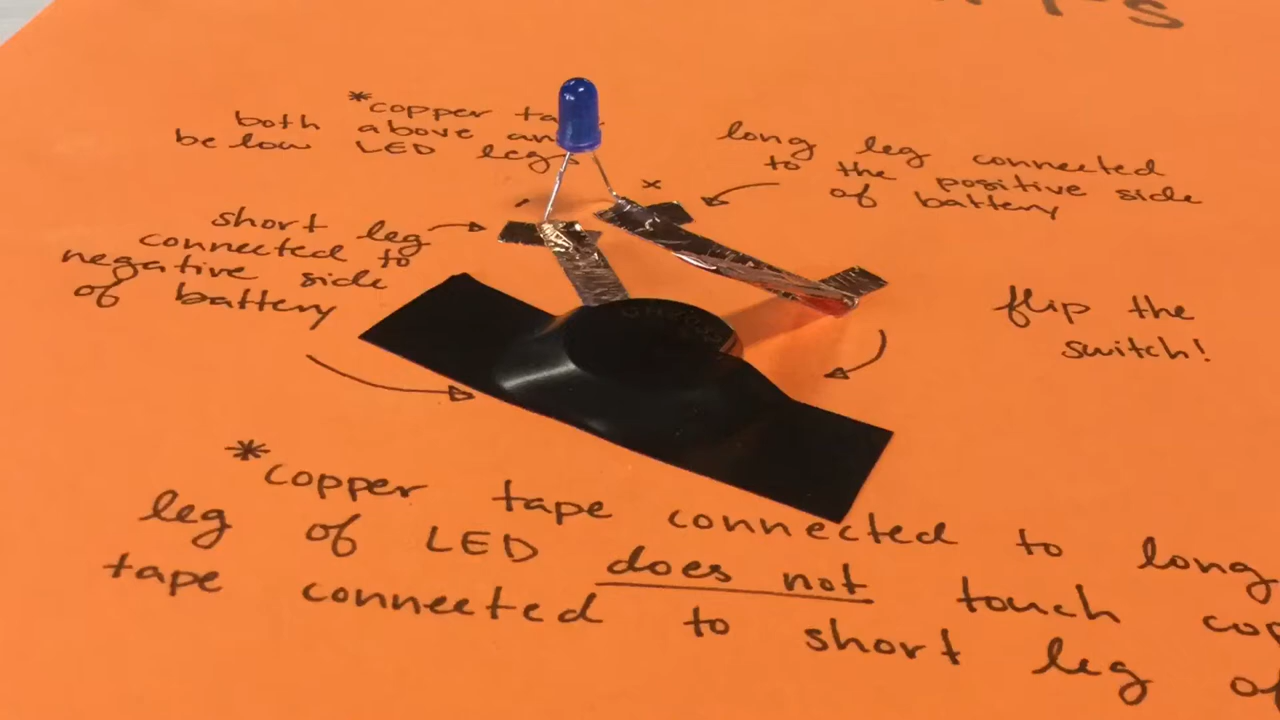 *copper
both above
below LED legs
long leg connected
to the positive side
of battery
short leg
connected to
negative side
of battery
flip the
switch!
*copper tape connected to long
leg of LED does not touch
tape connected to short leg